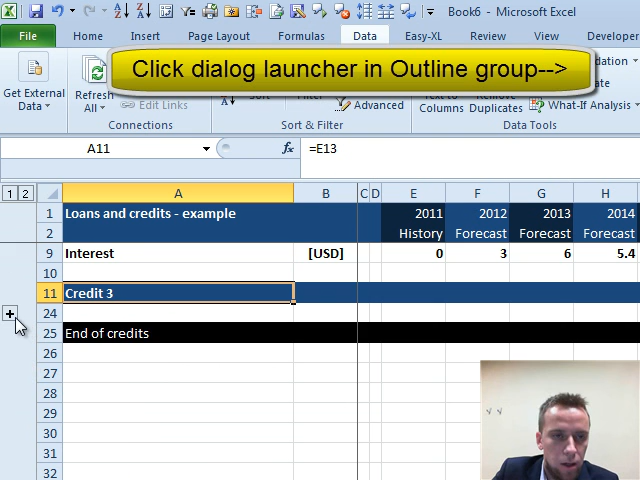 Book6 - Microsoft Excel
File Home Insert Page Layout Formulas Data Easy-XL Review View Developer
Click dialog launcher in Outline group-->
Get External Data
Refresh All
Edit Links
Advanced
Text to Columns
Remove Duplicates
What-If Analysis
Connections Sort & Filter Data Tools
A11 fx =E13
1 2 A B C D E F G H
1 Loans and credits - example 2011 2012 2013 2014
2 History Forecast Forecast Forecast
9 Interest [USD] 0 3 6 5.4
10
11 Credit 3
24
25 End of credits
26
27
28
29
30
31
32